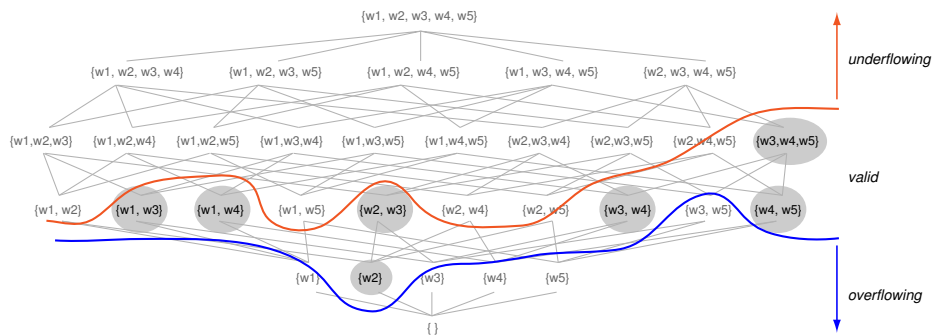 {w1, w2, w3, w4, w5}
{w1, w2, w3, w4} {w1, w2, w3, w5} {w1, w2, w4, w5} {w1, w3, w4, w5} {w2, w3, w4, w5}
underflowing
{w1,w2,w3} {w1,w2,w4} {w1,w2,w5} {w1,w3,w4} {w1,w3,w5} {w1,w4,w5} {w2,w3,w4} {w2,w3,w5} {w2,w4,w5} {w3,w4,w5}
valid
{w1, w2} {w1, w3} {w1, w4} {w1, w5} {w2, w3} {w2, w4} {w2, w5} {w3, w4} {w3, w5} {w4, w5}
{w1} {w2} {w3} {w4} {w5}
overflowing
{ }